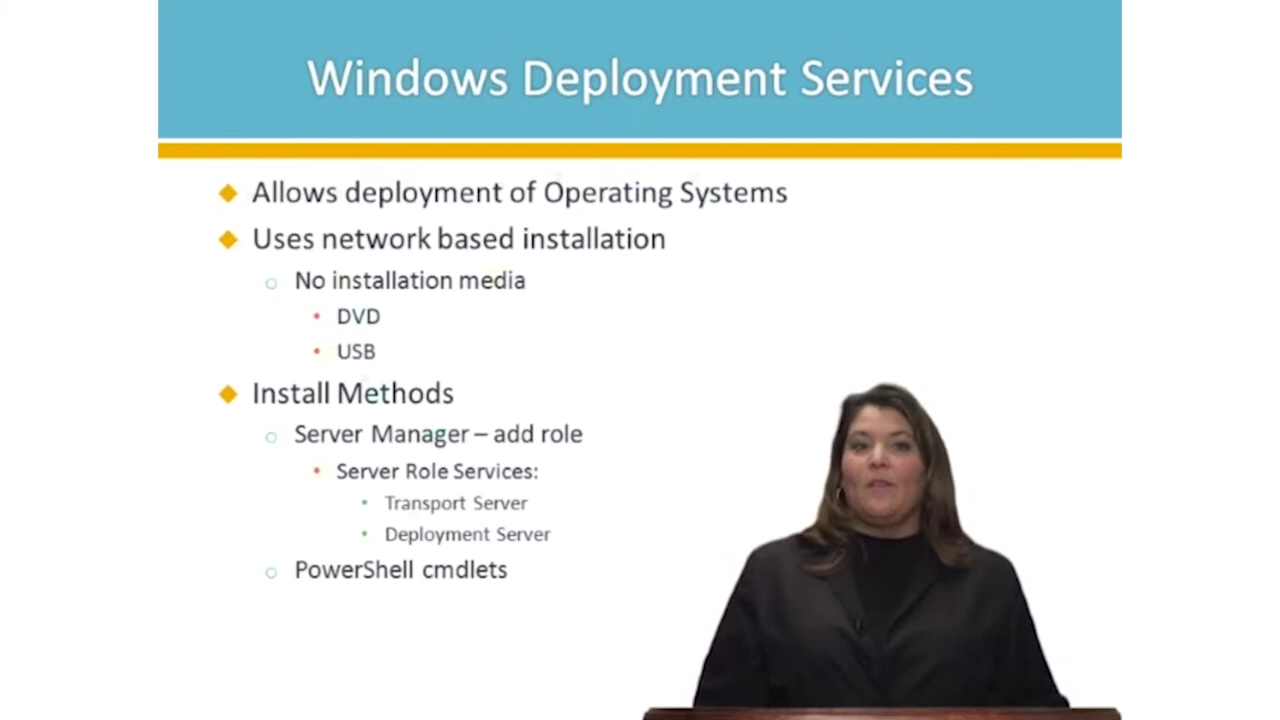 Windows Deployment Services
Allows deployment of Operating Systems
Uses network based installation
No installation media
DVD
USB
Install Methods
Server Manager – add role
Server Role Services:
Transport Server
Deployment Server
PowerShell cmdlets